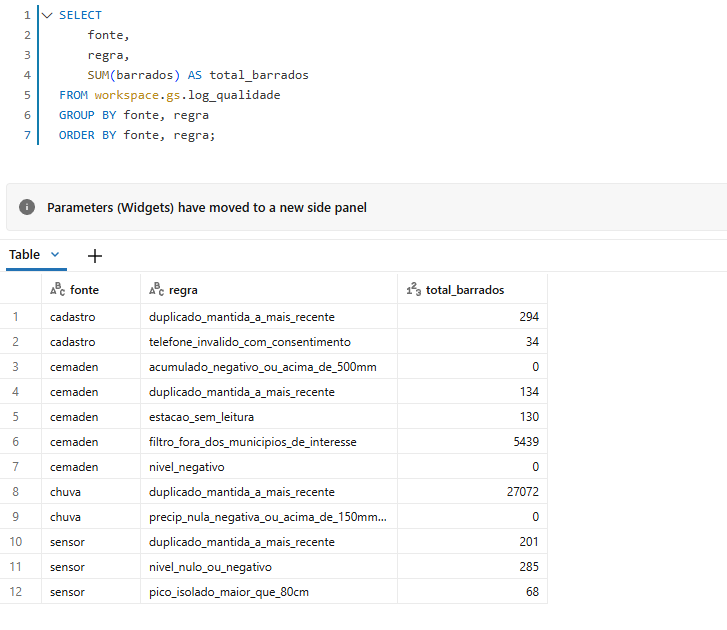 1 SELECT
2 fonte,
3 regra,
4 SUM(barrados) AS total_barrados
5 FROM workspace.gs.log_qualidade
6 GROUP BY fonte, regra
7 ORDER BY fonte, regra;
Parameters (Widgets) have moved to a new side panel
Table
fonte regra total_barrados
1 cadastro duplicado_mantida_a_mais_recente 294
2 cadastro telefone_invalido_com_consentimento 34
3 cemaden acumulado_negativo_ou_acima_de_500mm 0
4 cemaden duplicado_mantida_a_mais_recente 134
5 cemaden estacao_sem_leitura 130
6 cemaden filtro_fora_dos_municipios_de_interesse 5439
7 cemaden nivel_negativo 0
8 chuva duplicado_mantida_a_mais_recente 27072
9 chuva precip_nula_negativa_ou_acima_de_150mm... 0
10 sensor duplicado_mantida_a_mais_recente 201
11 sensor nivel_nulo_ou_negativo 285
12 sensor pico_isolado_maior_que_80cm 68